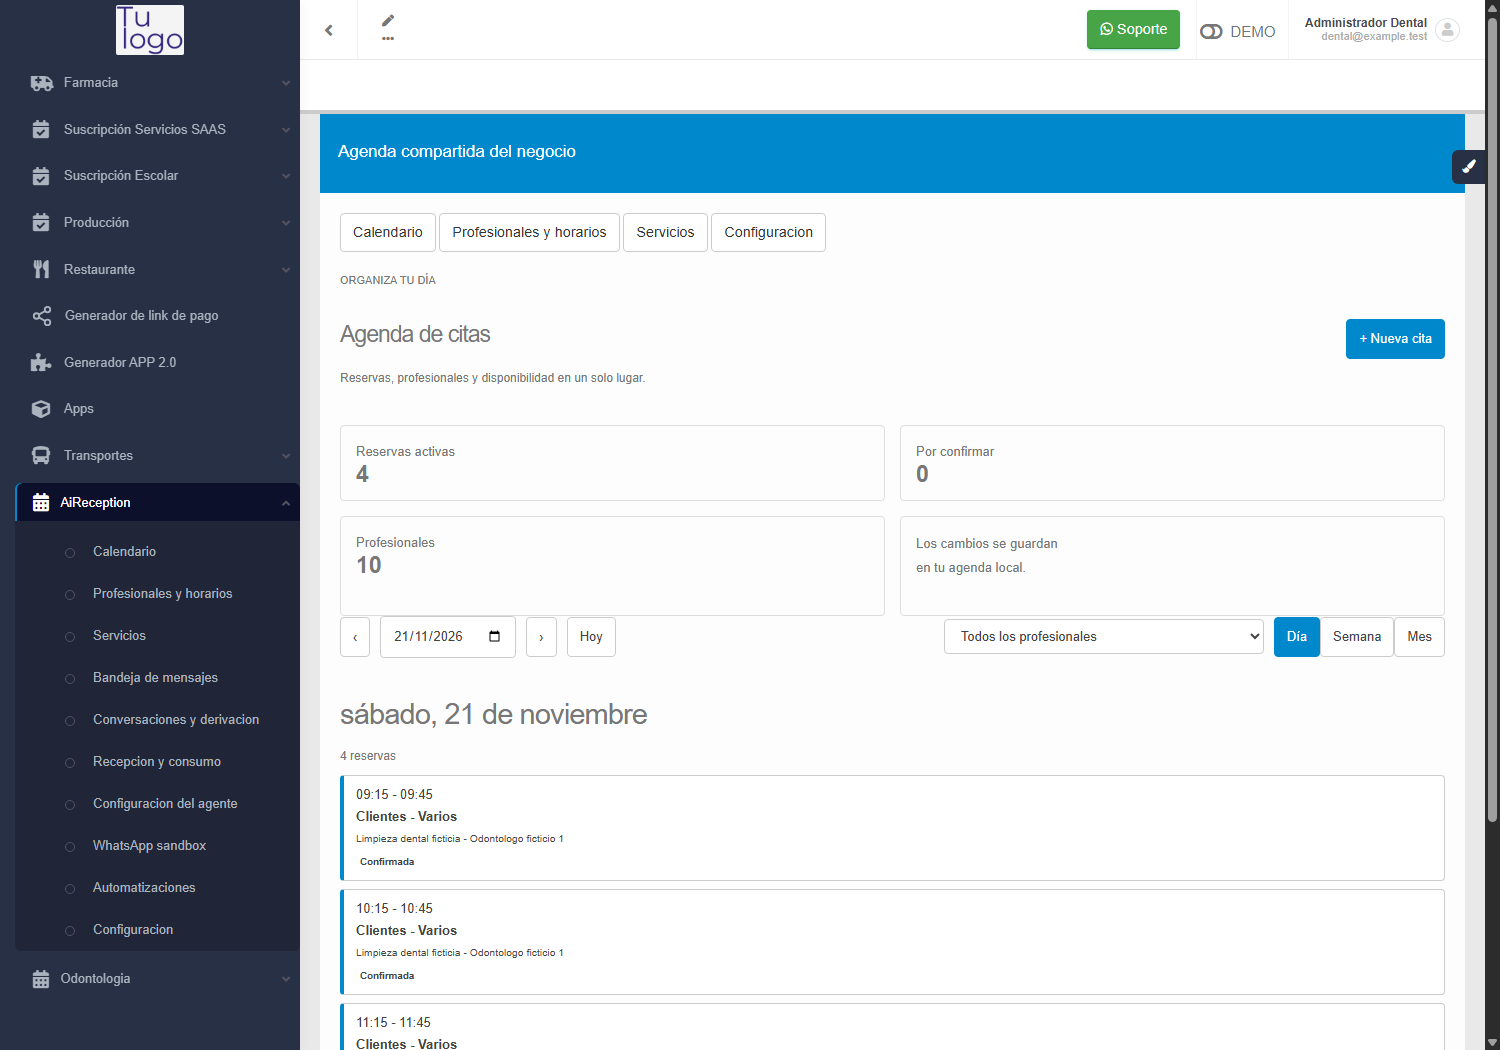 Tu
logo
Farmacia
Suscripción Servicios SAAS
Suscripción Escolar
Producción
Restaurante
Generador de link de pago
Generador APP 2.0
Apps
Transportes
AiReception
Calendario
Profesionales y horarios
Servicios
Bandeja de mensajes
Conversaciones y derivacion
Recepcion y consumo
Configuracion del agente
WhatsApp sandbox
Automatizaciones
Configuracion
Odontologia
Soporte
DEMO
Administrador Dental
dental@example.test
Agenda compartida del negocio
Calendario Profesionales y horarios Servicios Configuracion
ORGANIZA TU DÍA
Agenda de citas
+ Nueva cita
Reservas, profesionales y disponibilidad en un solo lugar.
Reservas activas
4
Por confirmar
0
Profesionales
10
Los cambios se guardan
en tu agenda local.
‹ 21/11/2026 › Hoy Todos los profesionales Día Semana Mes
sábado, 21 de noviembre
4 reservas
09:15 - 09:45
Clientes - Varios
Limpieza dental ficticia - Odontologo ficticio 1
Confirmada
10:15 - 10:45
Clientes - Varios
Limpieza dental ficticia - Odontologo ficticio 1
Confirmada
11:15 - 11:45
Clientes - Varios